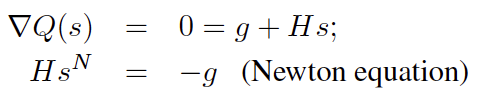 ∇Q(s) = 0 = g + Hs;
Hs^N = −g (Newton equation)